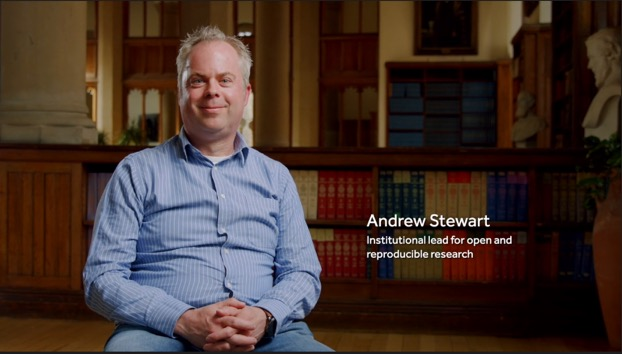 Andrew Stewart
Institutional lead for open and
reproducible research